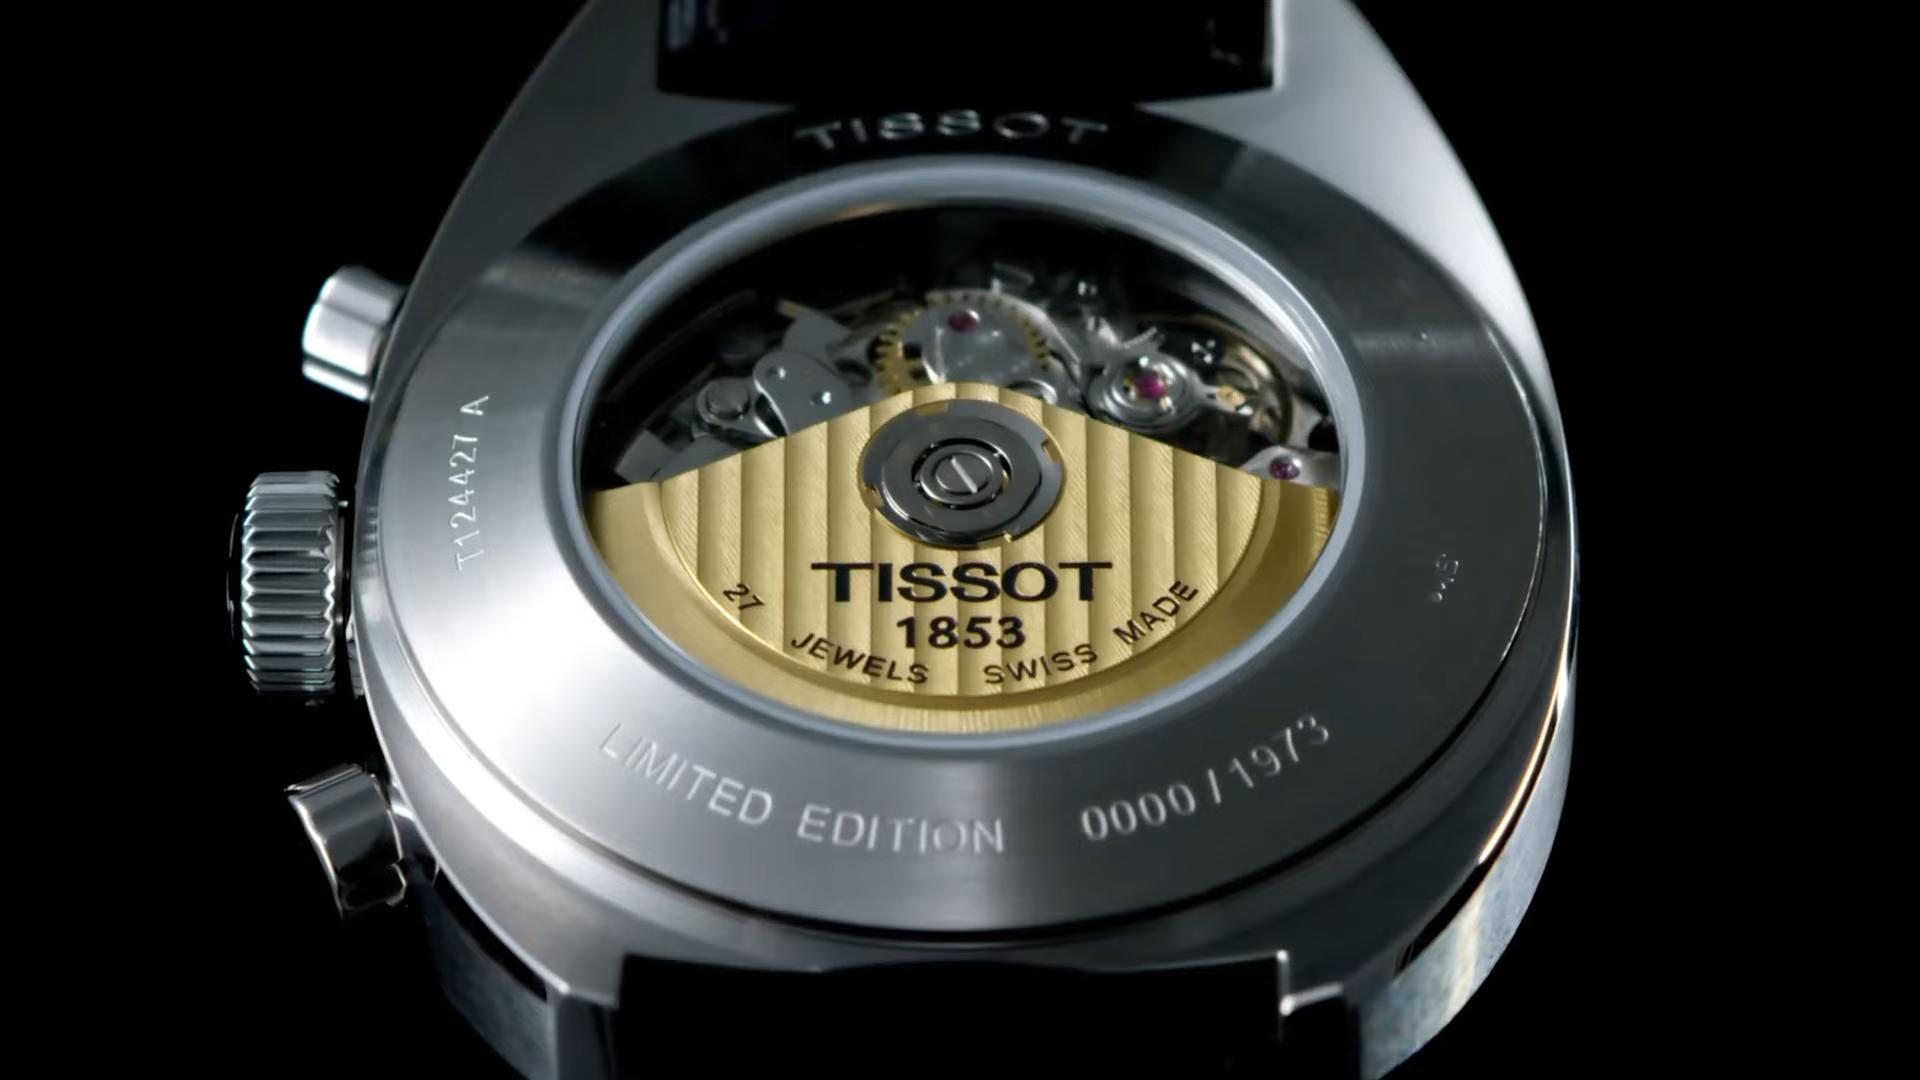 TISSOT
T124427 A
TISSOT
1853
27 JEWELS SWISS MADE
LIMITED EDITION 0000/1973